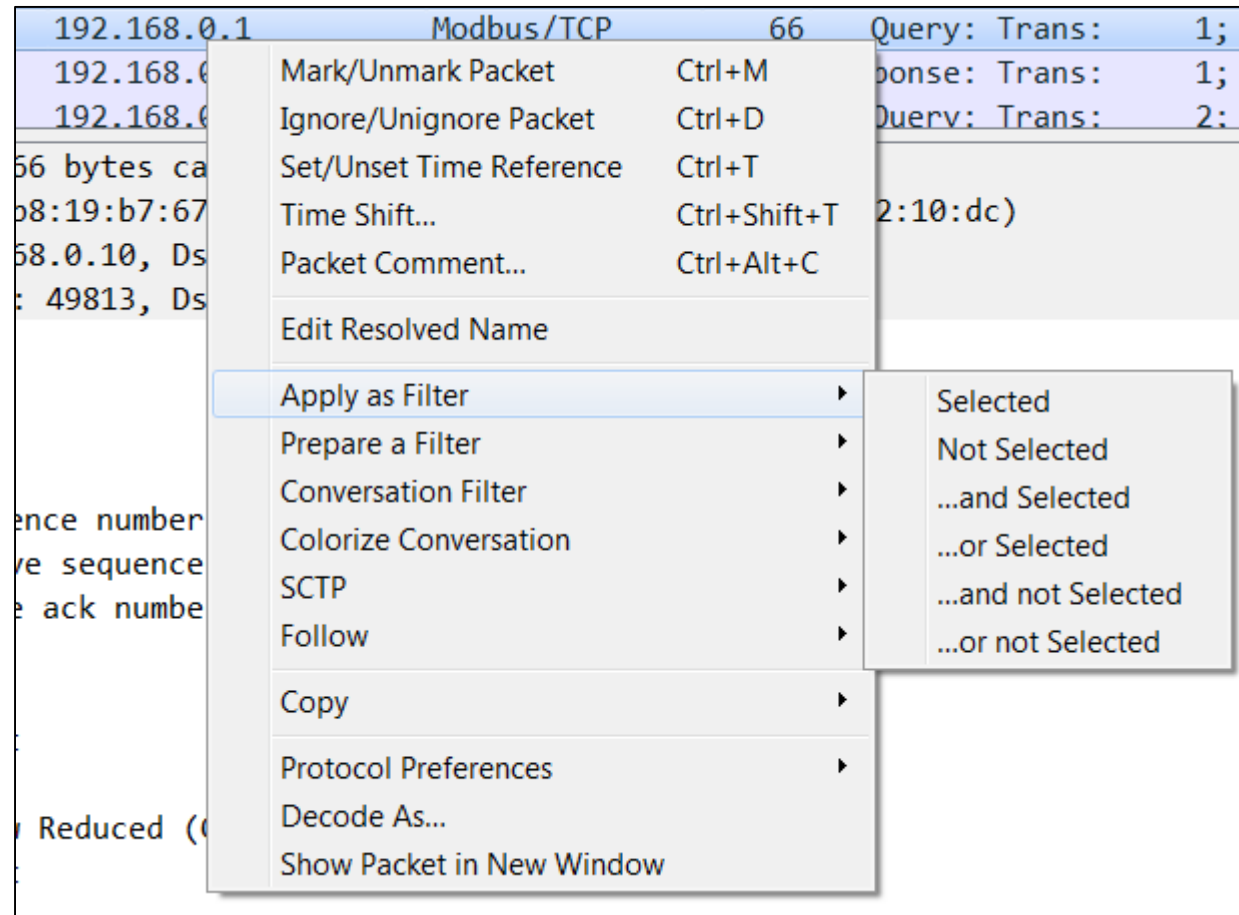 192.168.0.1 Modbus/TCP 66 Query: Trans: 1;
192.168.0 ponse: Trans: 1;
192.168.0 Query: Trans: 2;
66 bytes ca
b8:19:b7:67 2:10:dc)
68.0.10, Ds
: 49813, Ds
ence number
ve sequence
e ack numbe
Reduced (
Mark/Unmark Packet Ctrl+M
Ignore/Unignore Packet Ctrl+D
Set/Unset Time Reference Ctrl+T
Time Shift... Ctrl+Shift+T
Packet Comment... Ctrl+Alt+C
Edit Resolved Name
Apply as Filter
Prepare a Filter
Conversation Filter
Colorize Conversation
SCTP
Follow
Copy
Protocol Preferences
Decode As...
Show Packet in New Window
Selected
Not Selected
...and Selected
...or Selected
...and not Selected
...or not Selected